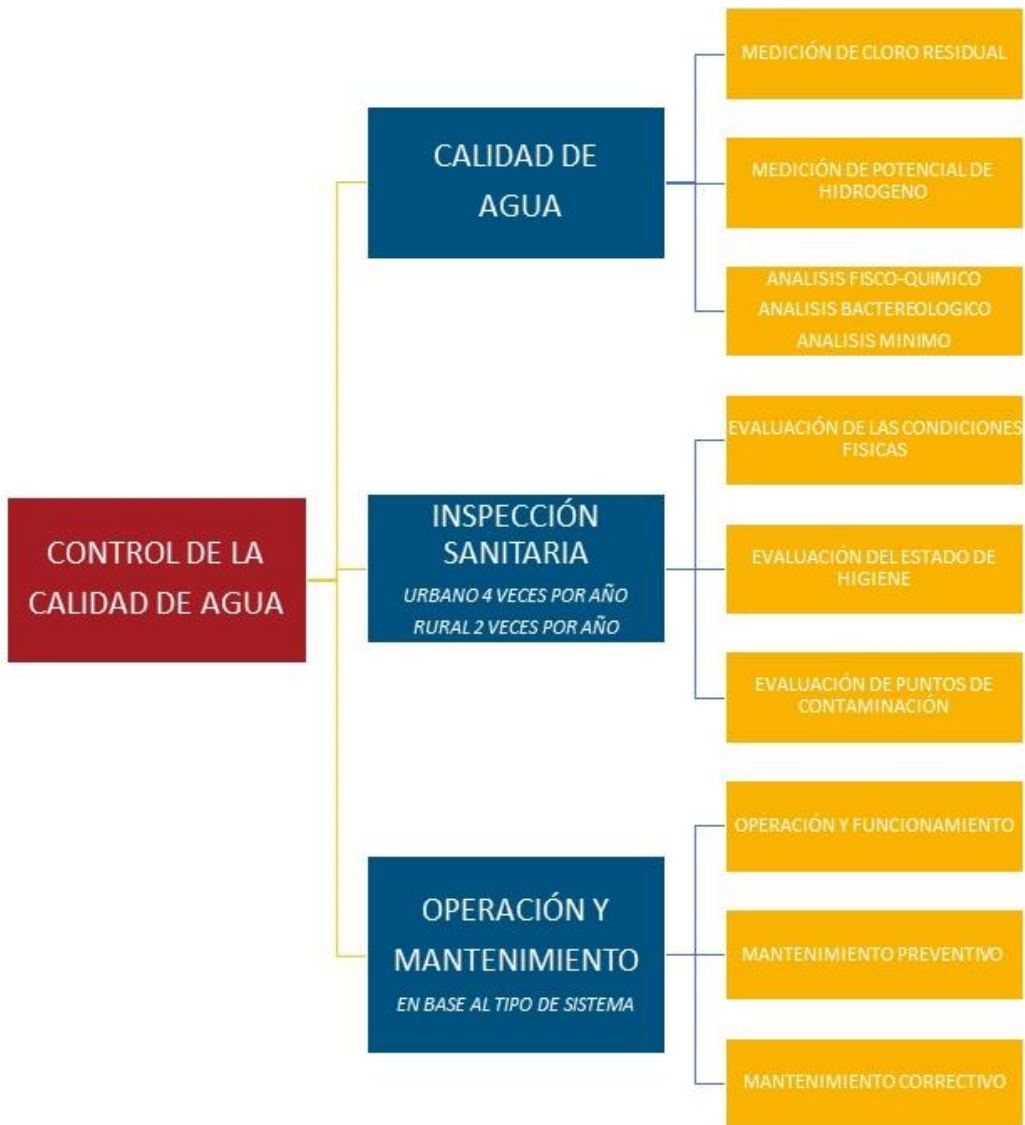 CONTROL DE LA
CALIDAD DE AGUA
CALIDAD DE
AGUA
MEDICIÓN DE CLORO RESIDUAL
MEDICIÓN DE POTENCIAL DE
HIDROGENO
ANALISIS FISCO-QUIMICO
ANALISIS BACTEREOLOGICO
ANALISIS MINIMO
INSPECCIÓN
SANITARIA
URBANO 4 VECES POR AÑO
RURAL 2 VECES POR AÑO
EVALUACIÓN DE LAS CONDICIONES
FISICAS
EVALUACIÓN DEL ESTADO DE
HIGIENE
EVALUACIÓN DE PUNTOS DE
CONTAMINACIÓN
OPERACIÓN Y
MANTENIMIENTO
EN BASE AL TIPO DE SISTEMA
OPERACIÓN Y FUNCIONAMIENTO
MANTENIMIENTO PREVENTIVO
MANTENIMIENTO CORRECTIVO